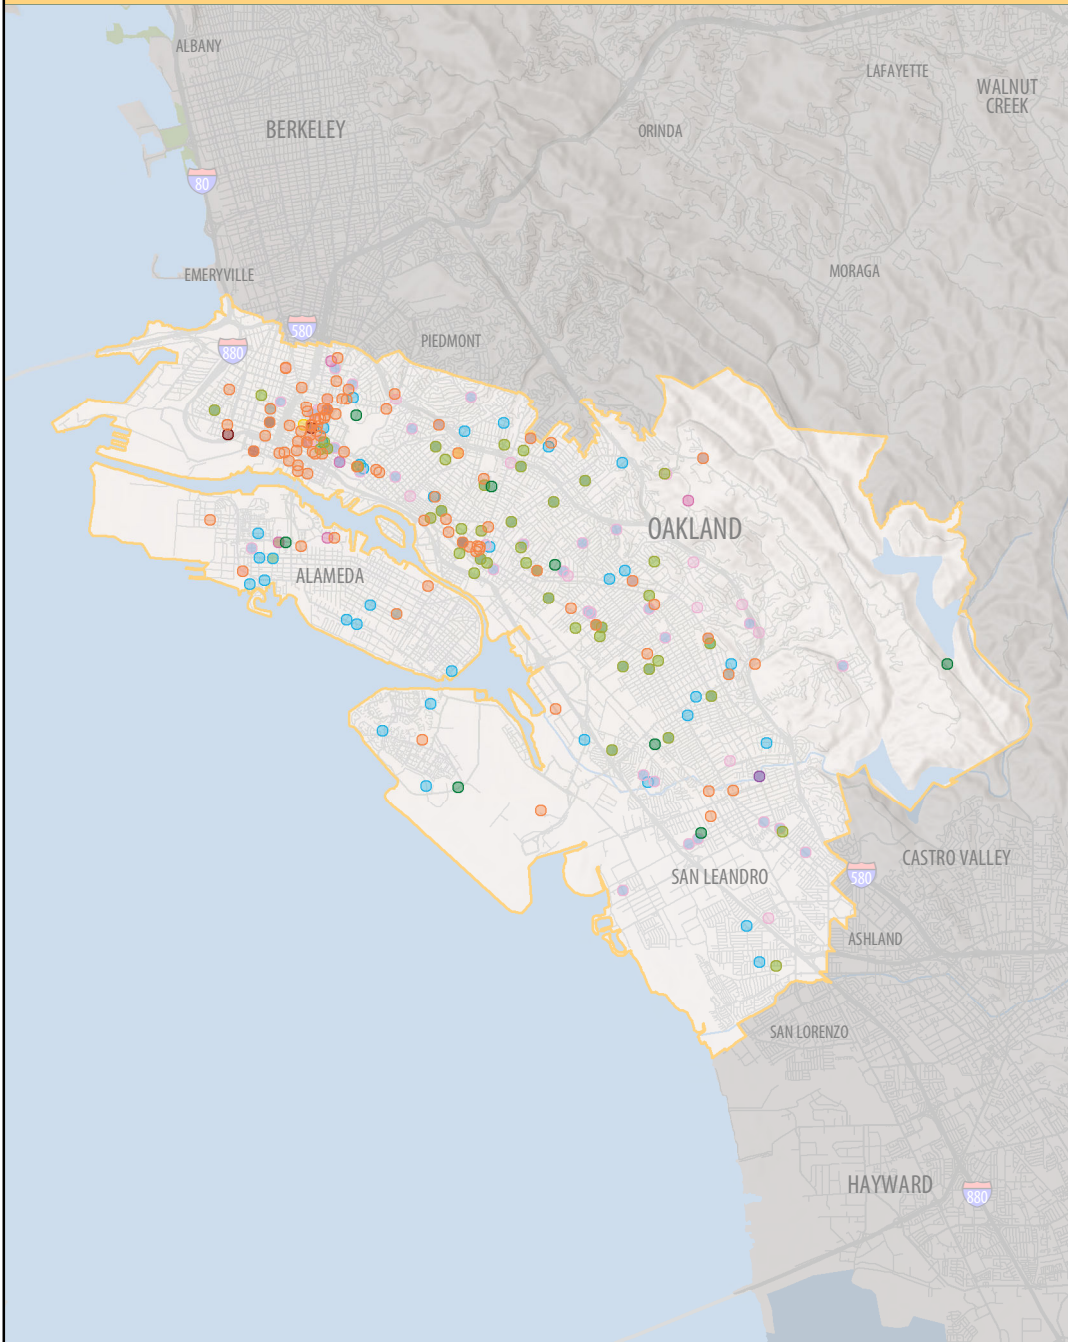 ALBANY
LAFAYETTE
WALNUT
CREEK
BERKELEY
ORINDA
80
MORAGA
EMERYVILLE
580
PIEDMONT
880
OAKLAND
ALAMEDA
CASTRO VALLEY
580
SAN LEANDRO
ASHLAND
SAN LORENZO
HAYWARD
880